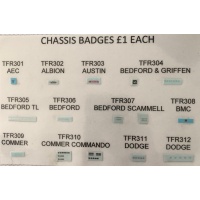 CHASSIS BADGES £1 EACH
TFR301 TFR302 TFR303 TFR304
AEC ALBION AUSTIN BEDFORD & GRIFFEN
TFR305 TFR306 TFR307 TFR308
BEDFORD TL BEDFORD BEDFORD SCAMMELL BMC
TFR309 TFR310 TFR311 TFR312
COMMER COMMER COMMANDO DODGE DODGE